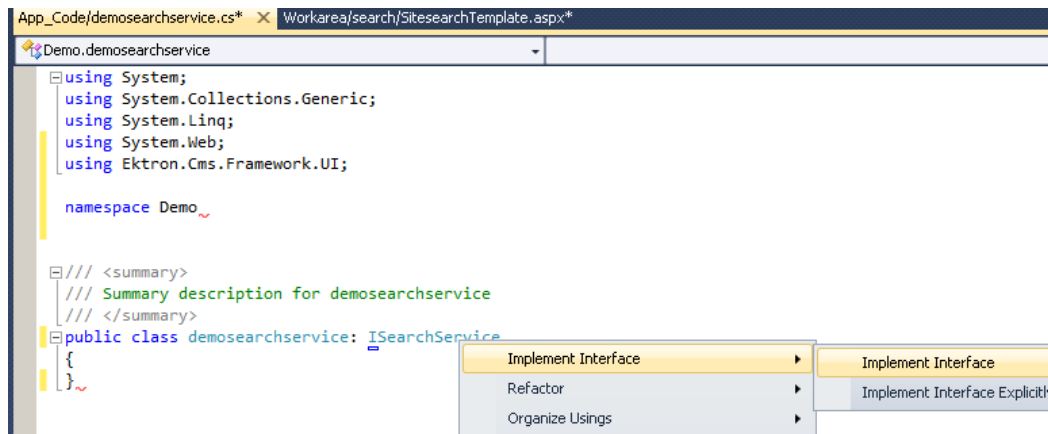 App_Code/demosearchservice.cs* Workarea/search/SitesearchTemplate.aspx*
Demo.demosearchservice
using System;
using System.Collections.Generic;
using System.Linq;
using System.Web;
using Ektron.Cms.Framework.UI;
namespace Demo
/// <summary>
/// Summary description for demosearchservice
/// </summary>
public class demosearchservice: ISearchService
{
}
Implement Interface
Refactor
Organize Usings
Implement Interface
Implement Interface Explicitl